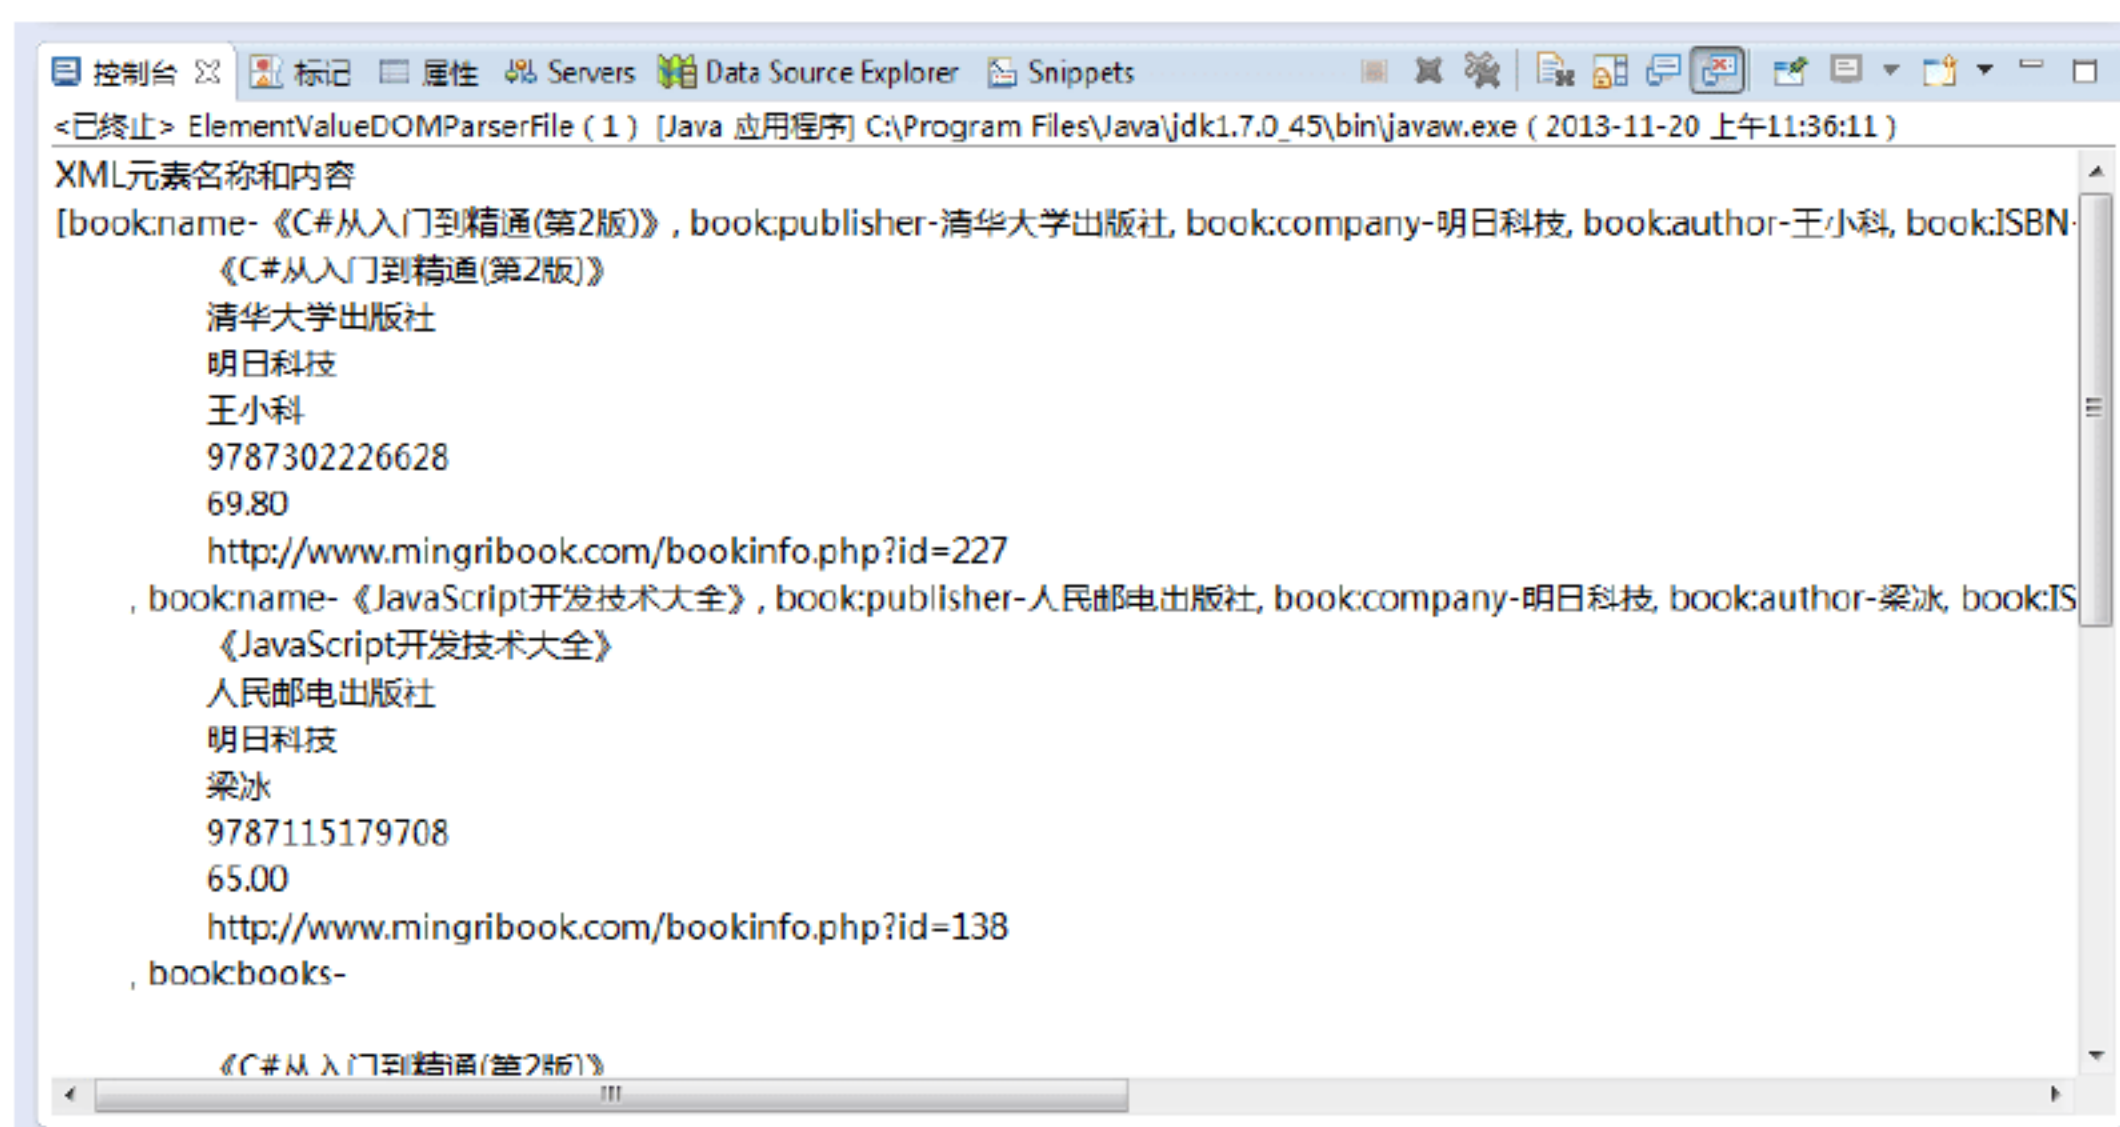 控制台 标记 属性 Servers Data Source Explorer Snippets
<已终止> ElementValueDOMParserFile ( 1 ) [Java 应用程序] C:\Program Files\Java\jdk1.7.0_45\bin\javaw.exe ( 2013-11-20 上午11:36:11 )
XML元素名称和内容
[book:name-《C#从入门到精通(第2版)》, book:publisher-清华大学出版社, book:company-明日科技, book:author-王小科, book:ISBN-
《C#从入门到精通(第2版)》
清华大学出版社
明日科技
王小科
9787302226628
69.80
http://www.mingribook.com/bookinfo.php?id=227
, book:name-《JavaScript开发技术大全》, book:publisher-人民邮电出版社, book:company-明日科技, book:author-梁冰, book:IS
《JavaScript开发技术大全》
人民邮电出版社
明日科技
梁冰
9787115179708
65.00
http://www.mingribook.com/bookinfo.php?id=138
, book:books-
《C#从入门到精通(第2版)》